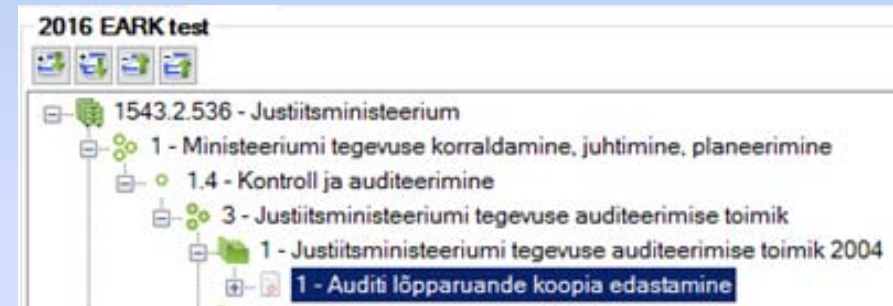 2016 EARK test
1543.2.536 - Justiitsministeerium
1 - Ministeeriumi tegevuse korraldamine, juhtimine, planeerimine
1.4 - Kontroll ja auditeerimine
3 - Justiitsministeeriumi tegevuse auditeerimise toimik
1 - Justiitsministeeriumi tegevuse auditeerimise toimik 2004
1 - Auditi lõpparuande koopia edastamine